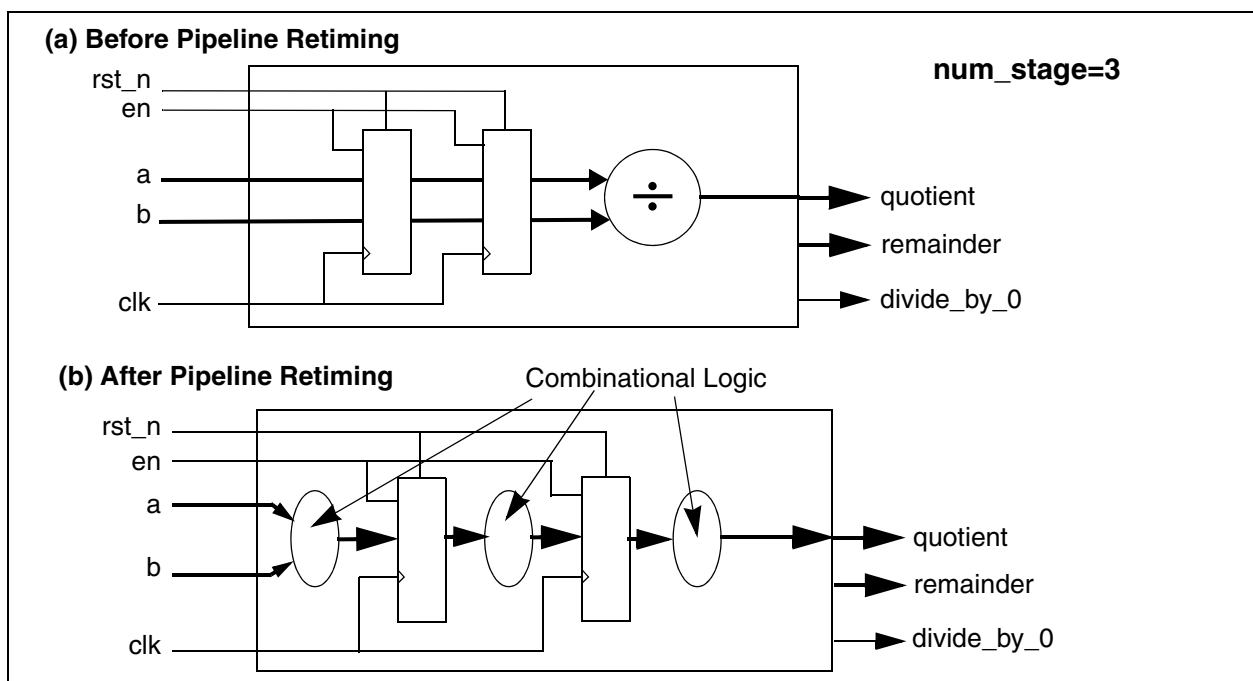 (a) Before Pipeline Retiming
num_stage=3
rst_n
en
a
b
clk
÷
quotient
remainder
divide_by_0
(b) After Pipeline Retiming
Combinational Logic
rst_n
en
a
b
clk
quotient
remainder
divide_by_0